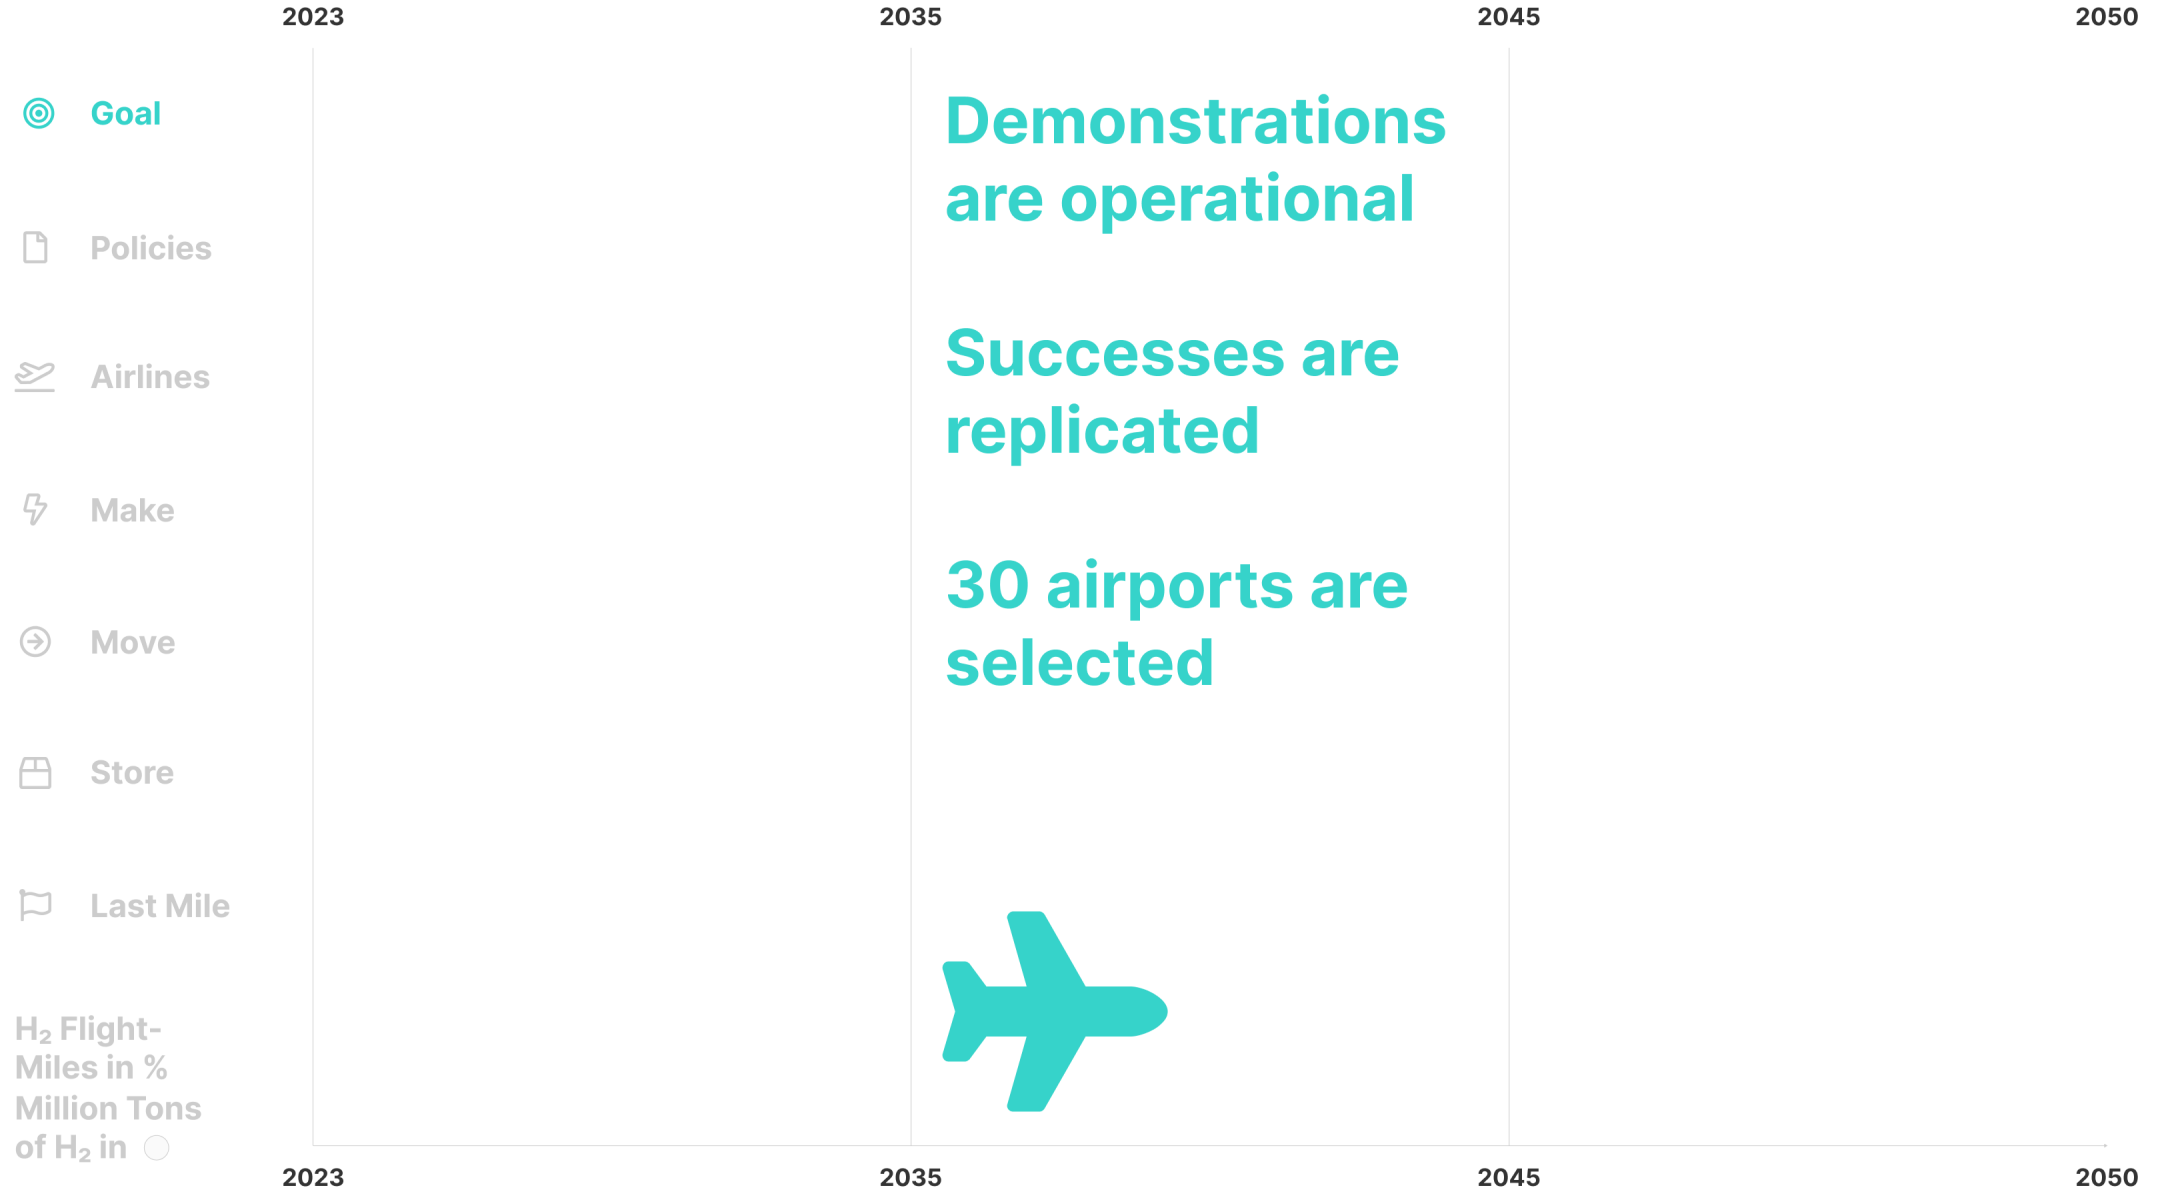 2023 2035 2045 2050
Goal
Demonstrations
are operational
Policies
Successes are
replicated
Airlines
Make
30 airports are
selected
Move
Store
Last Mile
H₂ Flight-
Miles in %
Million Tons
of H₂ in
2023 2035 2045 2050